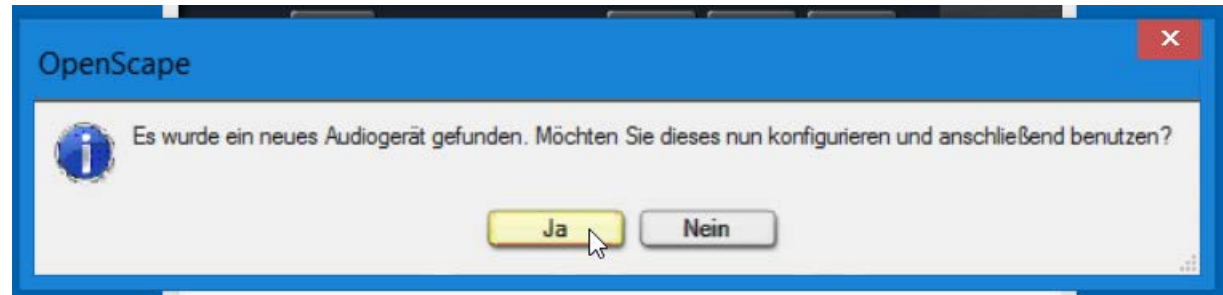 OpenScape
Es wurde ein neues Audiogerät gefunden. Möchten Sie dieses nun konfigurieren und anschließend benutzen?
Ja Nein